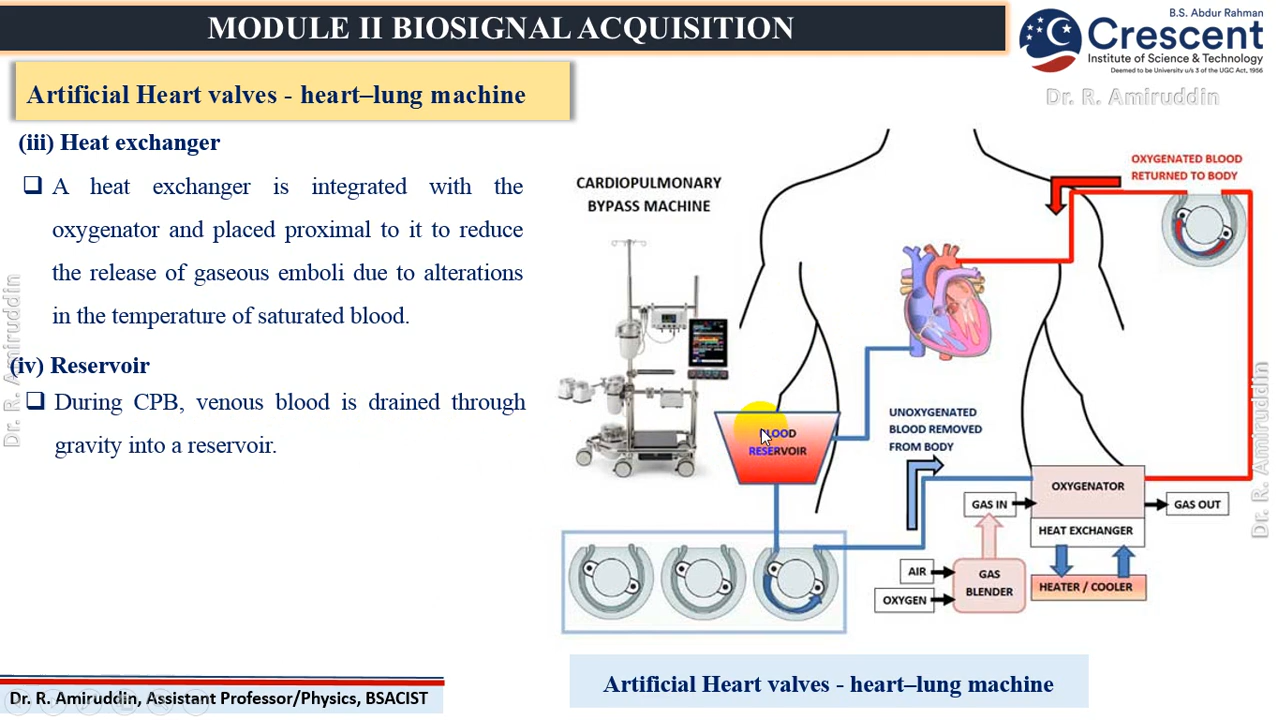 MODULE II BIOSIGNAL ACQUISITION
B.S. Abdur Rahman
Crescent
Institute of Science & Technology
Deemed to be University u/s 3 of the UGC Act, 1956
Dr. R. Amiruddin
Artificial Heart valves - heart–lung machine
(iii) Heat exchanger
❑ A heat exchanger is integrated with the
oxygenator and placed proximal to it to reduce
the release of gaseous emboli due to alterations
in the temperature of saturated blood.
(iv) Reservoir
❑ During CPB, venous blood is drained through
gravity into a reservoir.
Dr. R. Amiruddin
CARDIOPULMONARY
BYPASS MACHINE
OXYGENATED BLOOD
RETURNED TO BODY
BLOOD
RESERVOIR
UNOXYGENATED
BLOOD REMOVED
FROM BODY
OXYGENATOR
GAS IN
GAS OUT
HEAT EXCHANGER
AIR
OXYGEN
GAS
BLENDER
HEATER / COOLER
Dr. R. Amiruddin
Artificial Heart valves - heart–lung machine
Dr. R. Amiruddin, Assistant Professor/Physics, BSACIST